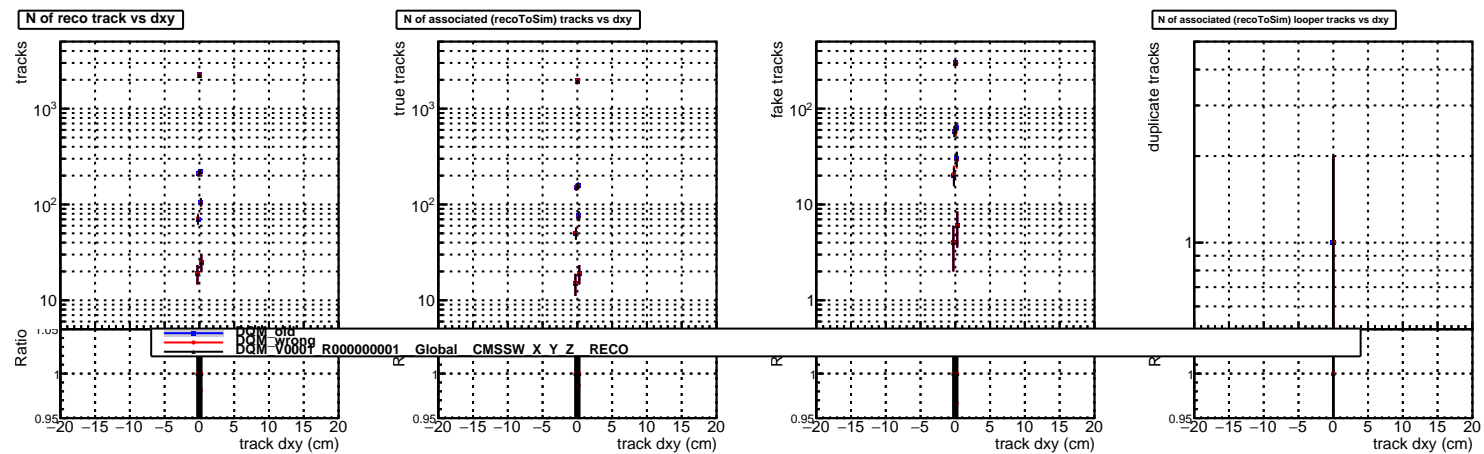 N of reco track vs dxy
tracks
10³
10²
10
Ratio
1.05
1
0.95
−20 −15 −10 −5 0 5 10 15 20
track dxy (cm)
N of associated (recoToSim) tracks vs dxy
true tracks
10³
10²
10
−20 −15 −10 −5 0 5 10 15 20
track dxy (cm)
fake tracks
10²
10
1
1
0.95
−20 −15 −10 −5 0 5 10 15 20
track dxy (cm)
N of associated (recoToSim) looper tracks vs dxy
duplicate tracks
1
1
0.95
−20 −15 −10 −5 0 5 10 15 20
track dxy (cm)
DQM_old
DQM_wrong
DQM_V0001_R000000001__Global__CMSSW_X_Y_Z__RECO